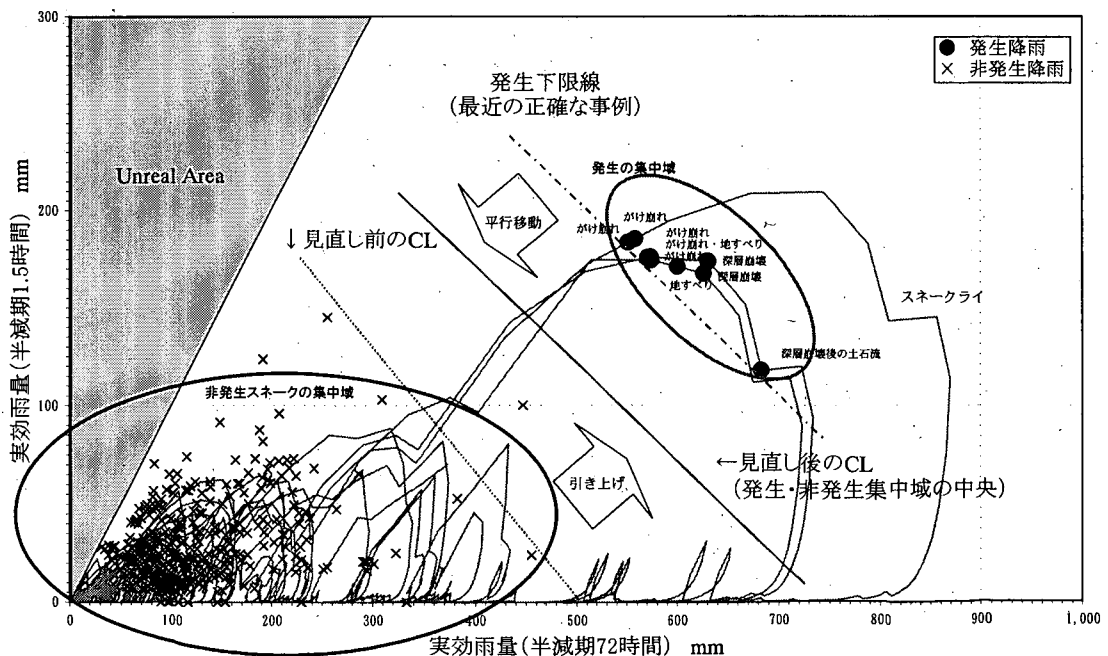 300
200
100
0
実効雨量(半減期1.5時間) mm
Unreal Area
● 発生降雨
× 非発生降雨
発生下限線
(最近の正確な事例)
発生の集中域
平行移動
↓見直し前のCL
がけ崩れ
がけ崩れ
がけ崩れ
がけ崩れ・地すべり
がけ崩れ
深層崩壊
深層崩壊
地すべり
スネークライ
深層崩壊後の土石流
非発生スネークの集中域
←見直し後のCL
(発生・非発生集中域の中央)
引き上げ
0 100 200 300 400 500 600 700 800 900 1,000
実効雨量(半減期72時間) mm